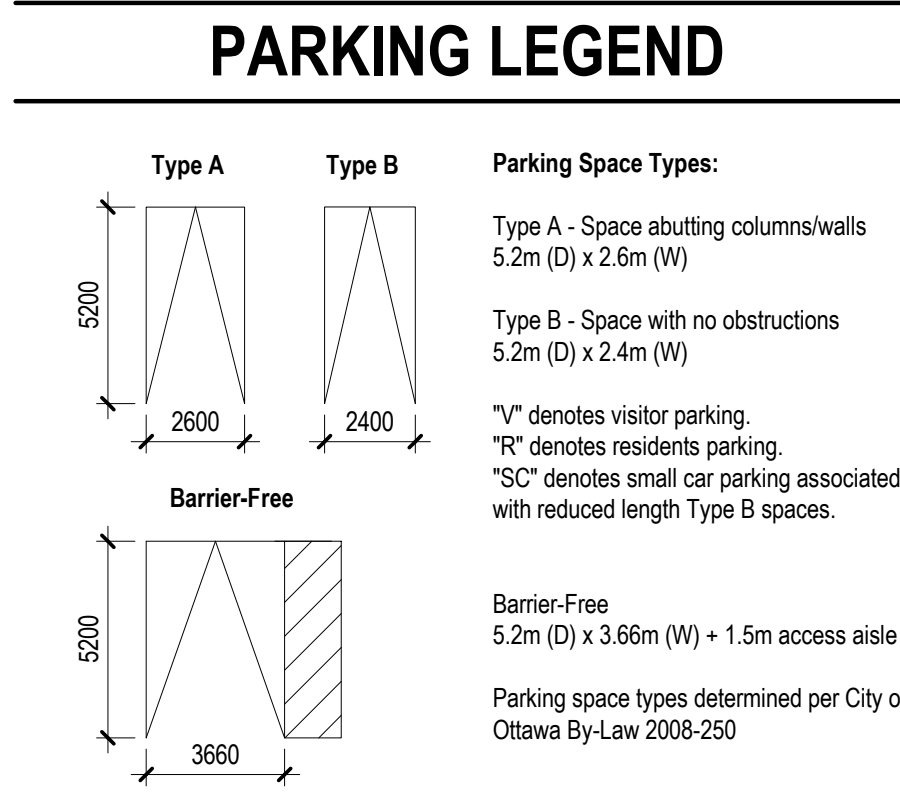 PARKING LEGEND
Type A
Type B
5200
2600
2400
Barrier-Free
5200
3660
Parking Space Types:
Type A - Space abutting columns/walls
5.2m (D) x 2.6m (W)
Type B - Space with no obstructions
5.2m (D) x 2.4m (W)
"V" denotes visitor parking.
"R" denotes residents parking.
"SC" denotes small car parking associated
with reduced length Type B spaces.
Barrier-Free
5.2m (D) x 3.66m (W) + 1.5m access aisle
Parking space types determined per City o
Ottawa By-Law 2008-250